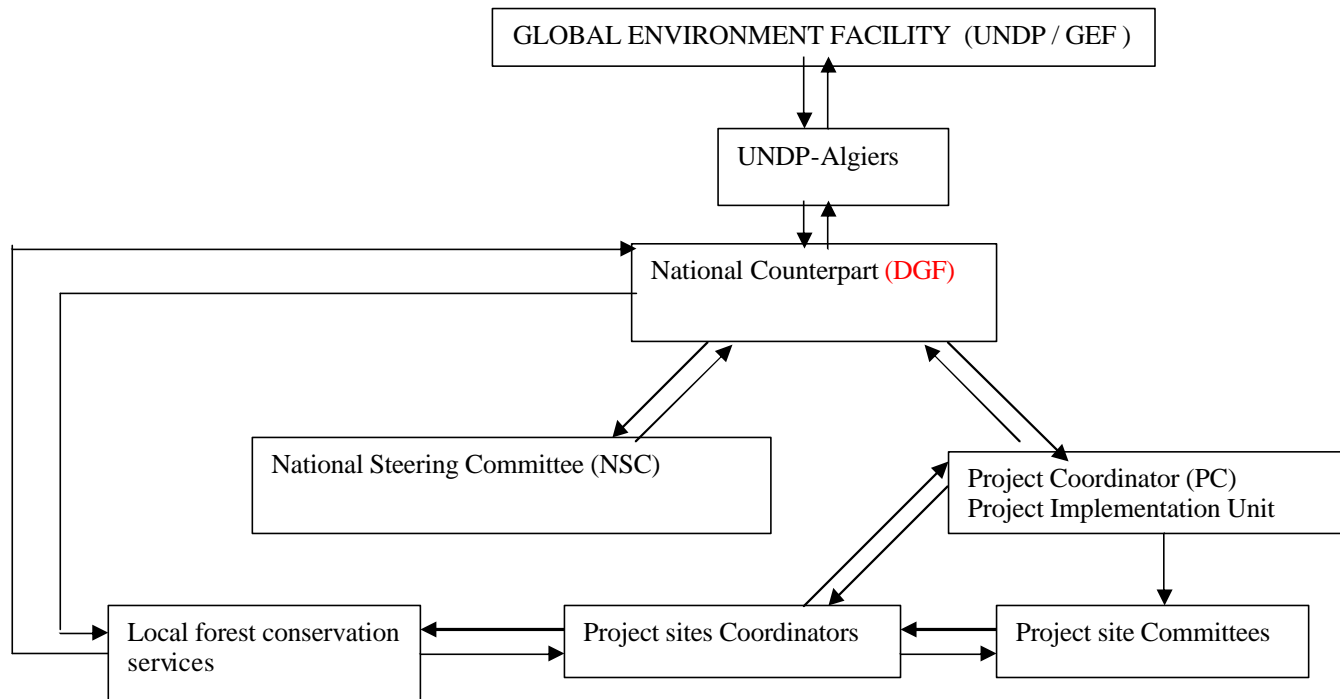 GLOBAL ENVIRONMENT FACILITY (UNDP / GEF )
UNDP-Algiers
National Counterpart (DGF)
National Steering Committee (NSC)
Project Coordinator (PC)
Project Implementation Unit
Local forest conservation
services
Project sites Coordinators
Project site Committees